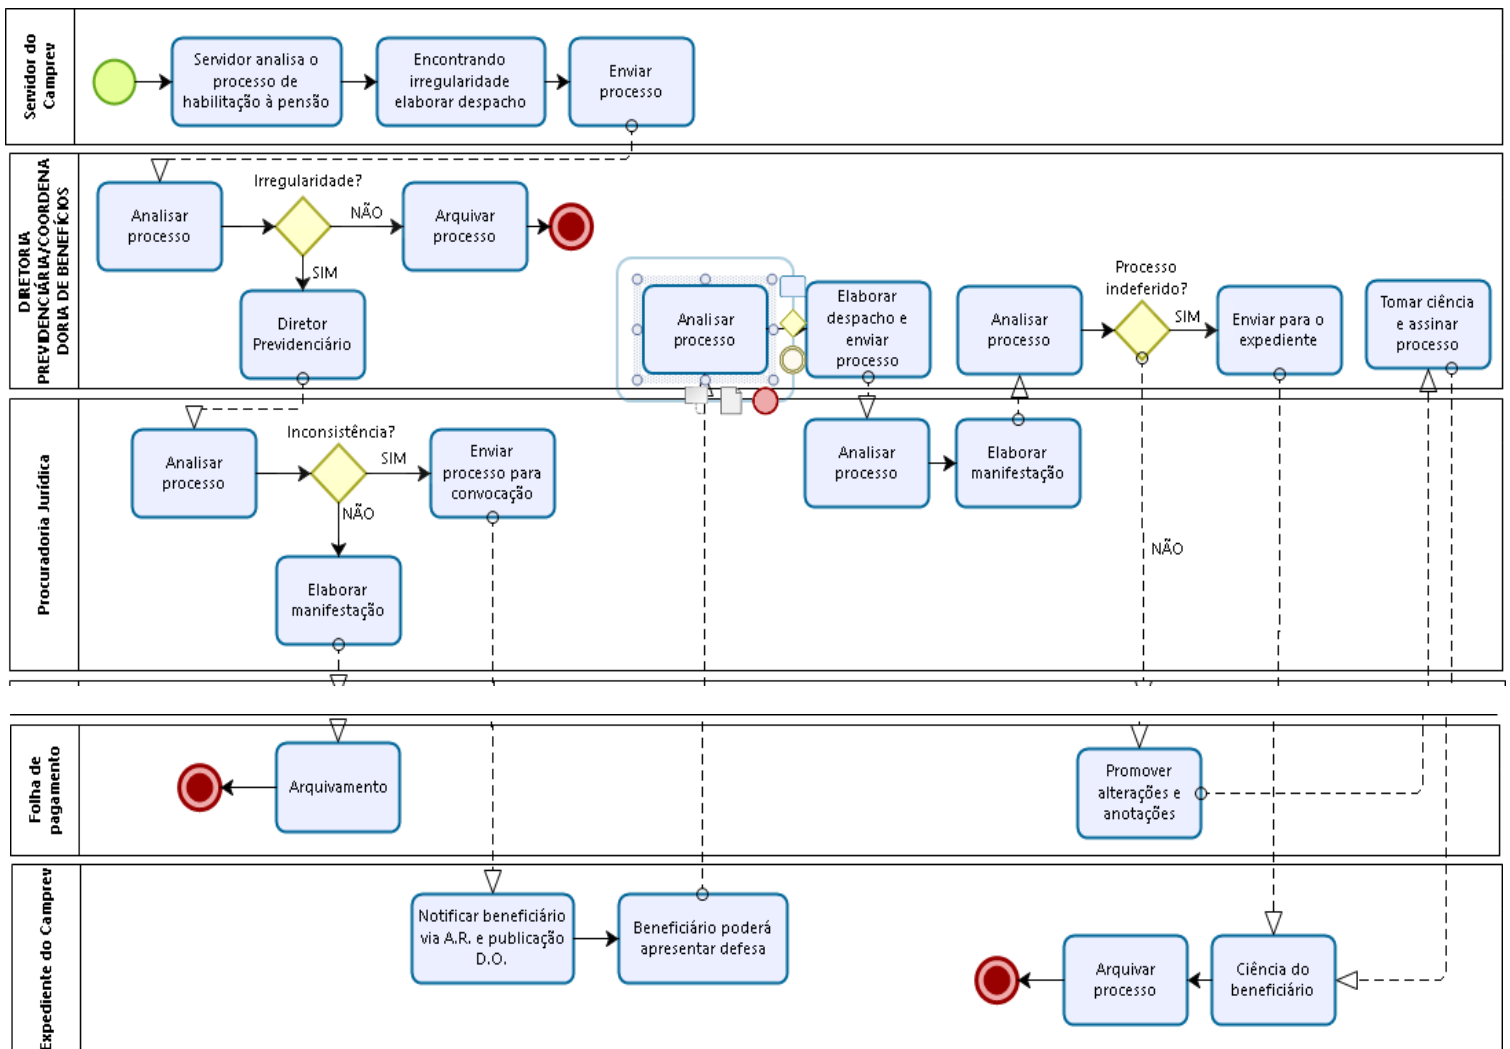 Servidor do
Camprev
Servidor analisa o
processo de
habilitação à pensão
Encontrando
irregularidade
elaborar despacho
Enviar
processo
DIRETORIA
PREVIDENCIÁRIA/COORDENA
DORIA DE BENEFÍCIOS
Analisar
processo
Irregularidade?
NÃO
Arquivar
processo
SIM
Diretor
Previdenciário
Analisar
processo
Elaborar
despacho e
enviar
processo
Analisar
processo
Processo
indeferido?
SIM
Enviar para o
expediente
Tomar ciência
e assinar
processo
Procuradoria Jurídica
Analisar
processo
Inconsistência?
SIM
Enviar
processo para
convocação
NÃO
Elaborar
manifestação
Analisar
processo
Elaborar
manifestação
NÃO
Folha de
pagamento
Arquivamento
Promover
alterações e
anotações
Expediente do Camprev
Notificar beneficiário
via A.R. e publicação
D.O.
Beneficiário poderá
apresentar defesa
Arquivar
processo
Ciência do
beneficiário